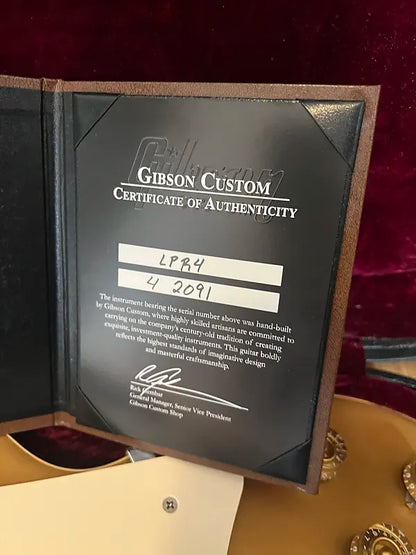 GIBSON CUSTOM
CERTIFICATE OF AUTHENTICITY
LPR4
4 2091
The instrument bearing the serial number above was hand-built
by Gibson Custom, where highly skilled artisans are committed to
carrying on the company's century-old tradition of creating
exquisite, investment-quality instruments. This guitar boldly
reflects the highest standards of imaginative design
and masterful craftsmanship.
Rick
General Manager, Senior Vice President
Gibson Custom Shop